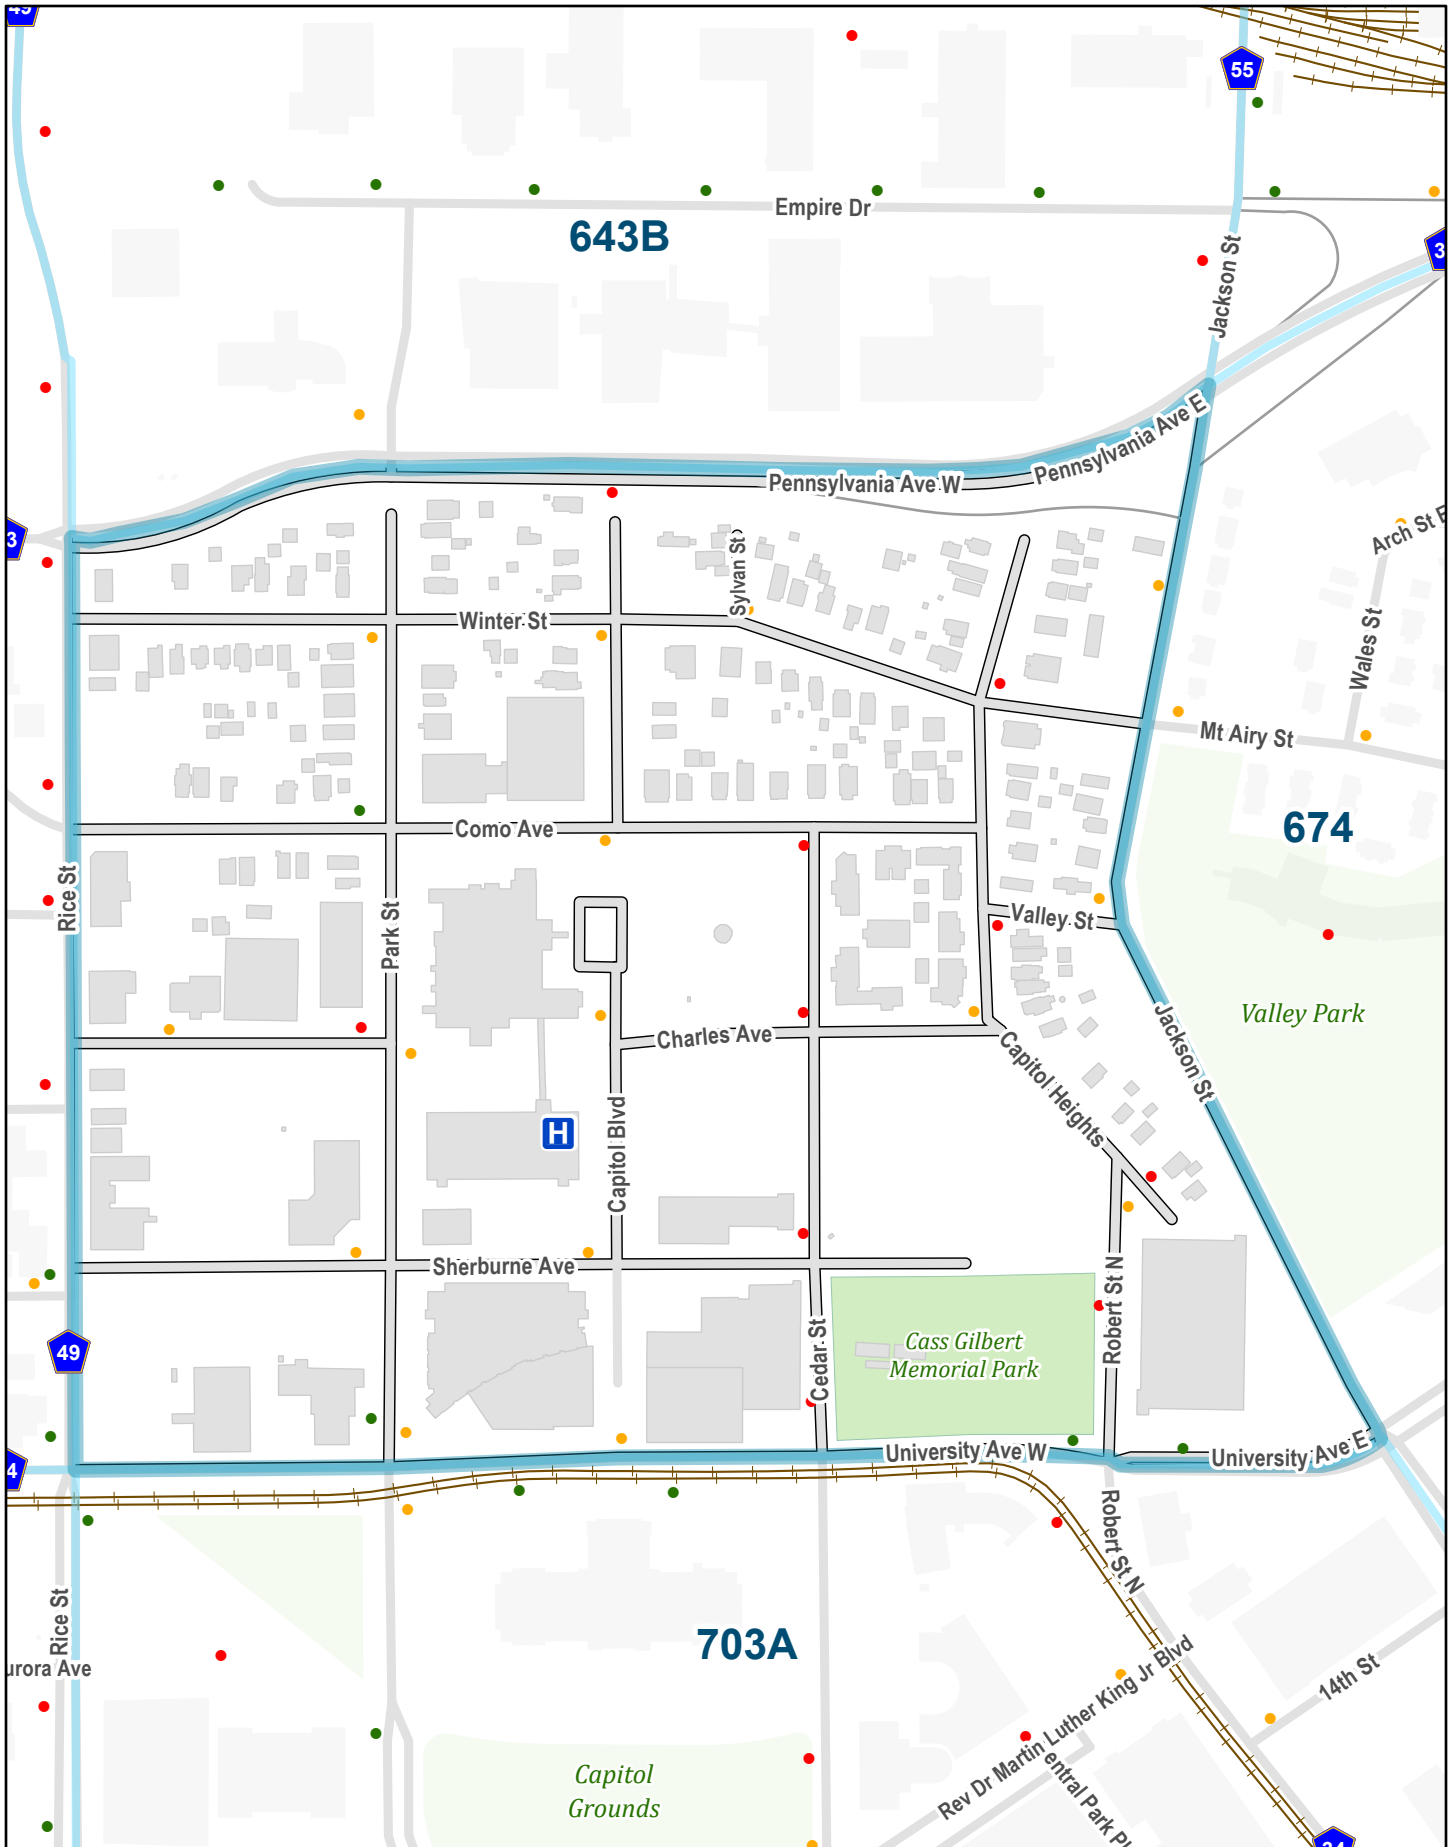 55
Empire Dr
643B
Jackson St
Pennsylvania Ave E
Pennsylvania Ave W
3
Sylvan St
Winter St
Arch St E
Wales St
Mt Airy St
674
Como Ave
Rice St
Park St
Valley St
Valley Park
Jackson St
Charles Ave
Capitol Heights
H
Capitol Blvd
Sherburne Ave
Robert St N
49
Cedar St
Cass Gilbert
Memorial Park
University Ave W
University Ave E
4
Robert St N
Rice St
703A
urora Ave
14th St
Rev Dr Martin Luther King Jr Blvd
entral Park Pl
Capitol
Grounds